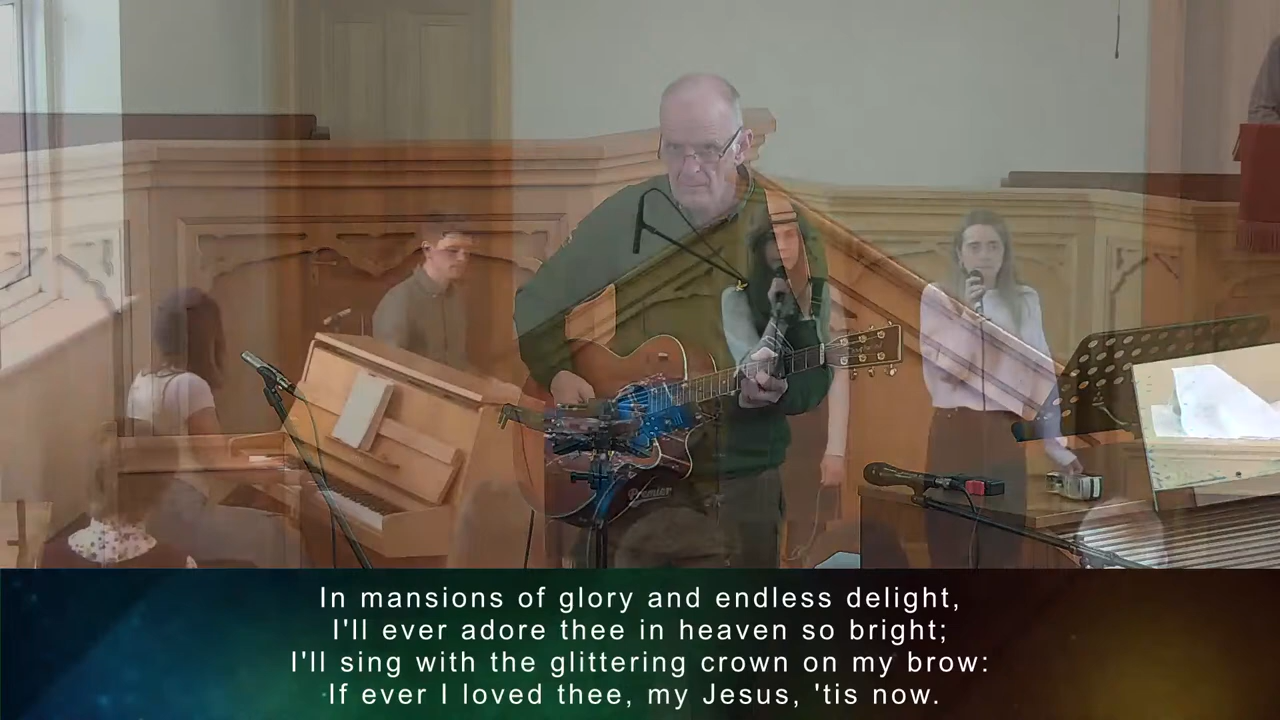 Premier
In mansions of glory and endless delight,
I'll ever adore thee in heaven so bright;
I'll sing with the glittering crown on my brow:
If ever I loved thee, my Jesus, 'tis now.